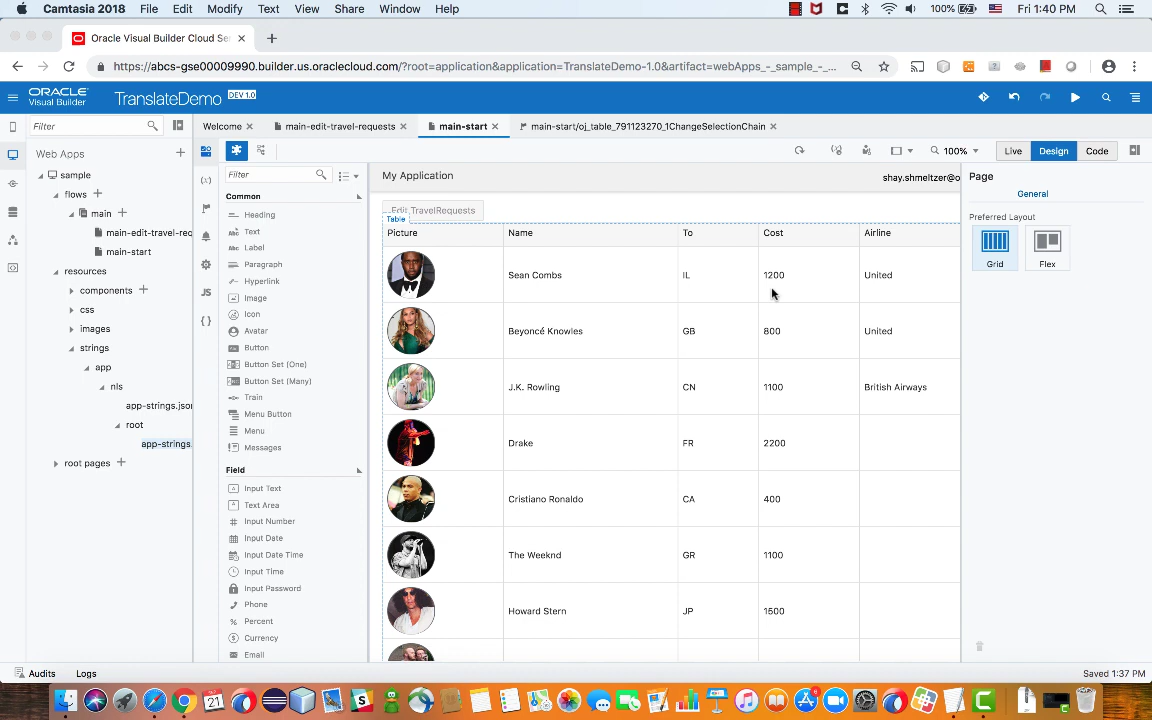 Camtasia 2018 File Edit Modify Text View Share Window Help 100% Fri 1:40 PM
Oracle Visual Builder Cloud Se
https://abcs-gse00009990.builder.us.oraclecloud.com/?root=application&application=TranslateDemo-1.0&artifact=webApps_-_sample_-_...
ORACLE
Visual Builder
TranslateDemo DEV 1.0
Filter
Welcome
main-edit-travel-requests
main-start
main-start/oj_table_791123270_1ChangeSelectionChain
Web Apps
100%
Live Design Code
sample
flows
main
main-edit-travel-req
main-start
resources
components
css
images
strings
app
nls
app-strings.json
root
app-strings.
root pages
Filter
Common
Heading
Text
Label
Paragraph
Hyperlink
Image
Icon
Avatar
Button
Button Set (One)
Button Set (Many)
Train
Menu Button
Menu
Messages
Field
Input Text
Text Area
Input Number
Input Date
Input Date Time
Input Time
Input Password
Phone
Percent
Currency
Email
My Application
shay.shmeltzer@o
Edit TravelRequests
Table
Picture Name To Cost Airline
Sean Combs IL 1200 United
Beyoncé Knowles GB 800 United
J.K. Rowling CN 1100 British Airways
Drake FR 2200
Cristiano Ronaldo CA 400
The Weeknd GR 1100
Howard Stern JP 1500
Page
General
Preferred Layout
Grid Flex
Audits Logs
Saved 1:37 PM